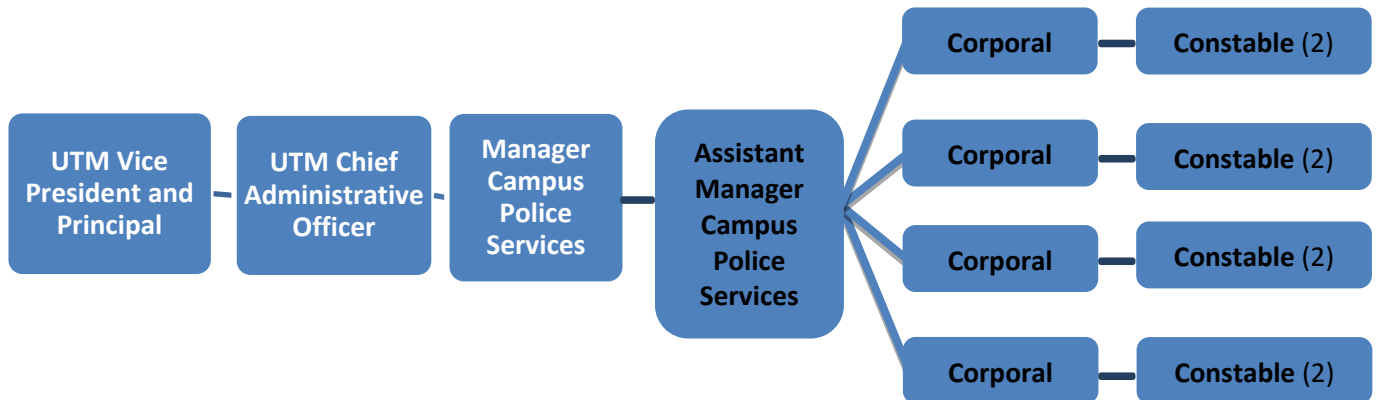 UTM Vice
President and
Principal
UTM Chief
Administrative
Officer
Manager
Campus
Police
Services
Assistant
Manager
Campus
Police
Services
Corporal
Constable (2)
Corporal
Constable (2)
Corporal
Constable (2)
Corporal
Constable (2)